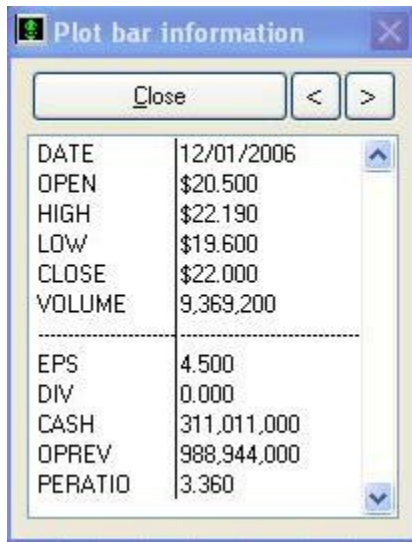 Plot bar information
Close < >
DATE 12/01/2006
OPEN $20.500
HIGH $22.190
LOW $19.600
CLOSE $22.000
VOLUME 9,369,200
EPS 4.500
DIV 0.000
CASH 311,011,000
OPREV 988,944,000
PERATIO 3.360